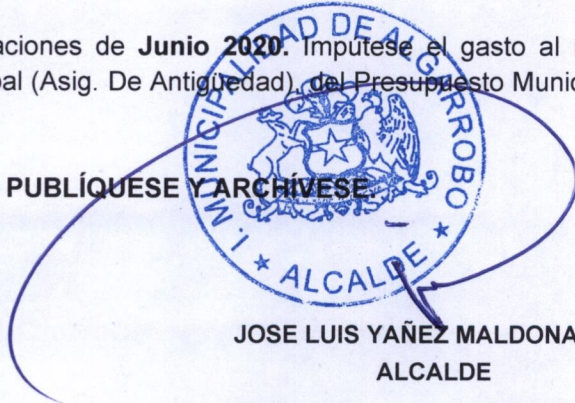 aciones de Junio 2020. Impútese el gasto al
pal (Asig. De Antigüedad), del Presupuesto Munic
PUBLÍQUESE Y ARCHÍVESE.
I. MUNICIPALIDAD DE ALGARROBO
★ ALCALDE ★
JOSE LUIS YAÑEZ MALDONA
ALCALDE